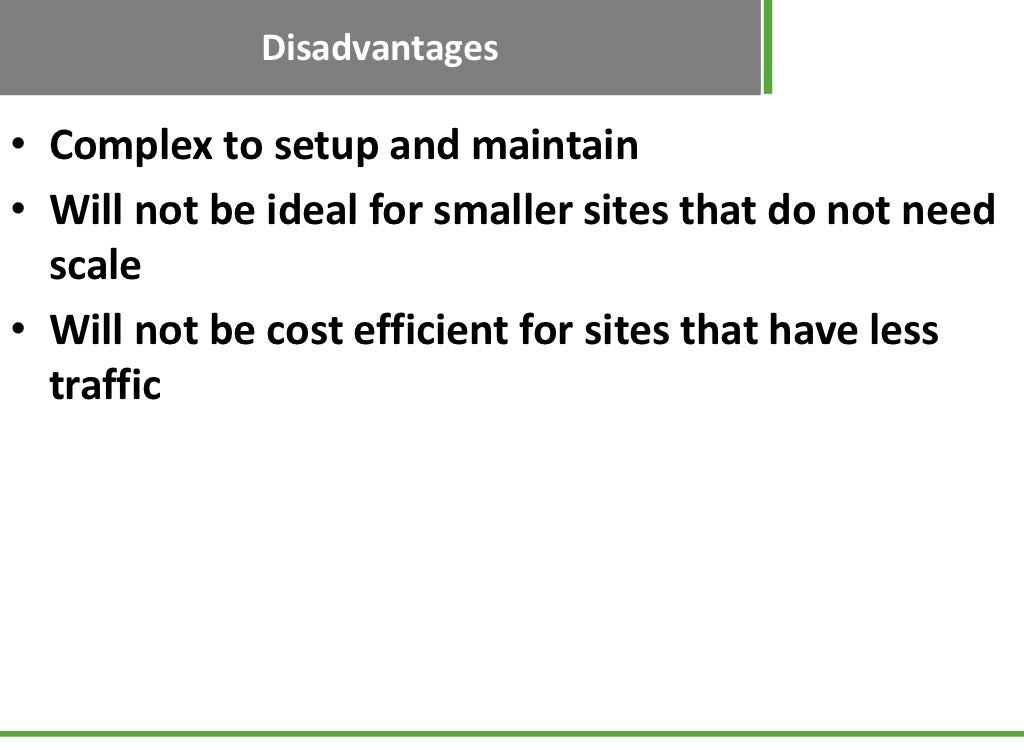 Disadvantages
• Complex to setup and maintain
• Will not be ideal for smaller sites that do not need
scale
• Will not be cost efficient for sites that have less
traffic